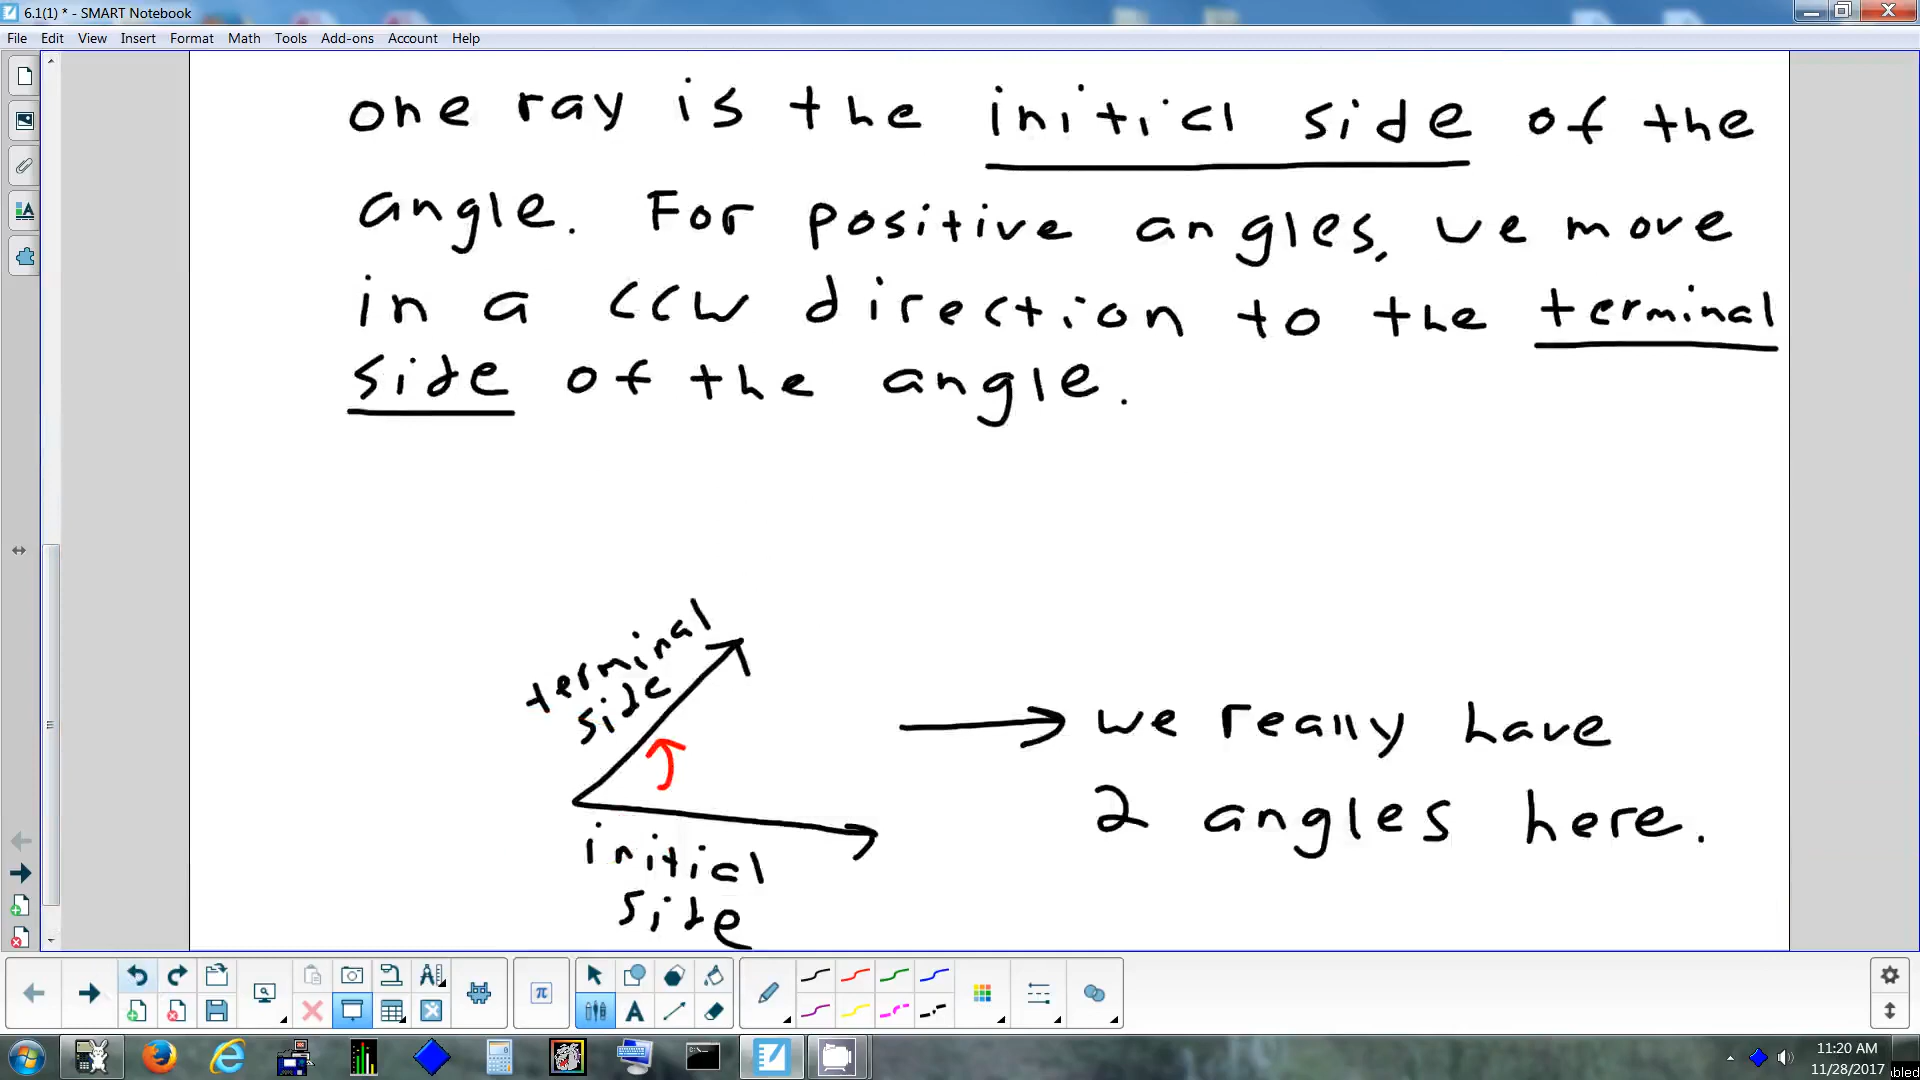 6.1(1) * - SMART Notebook
File Edit View Insert Format Math Tools Add-ons Account Help
one ray is the initial side of the
angle. For positive angles, we move
in a CCW direction to the terminal
side of the angle.
terminal
side
initial
side
we really have
2 angles here.
π
A
11:20 AM
11/28/2017
bled